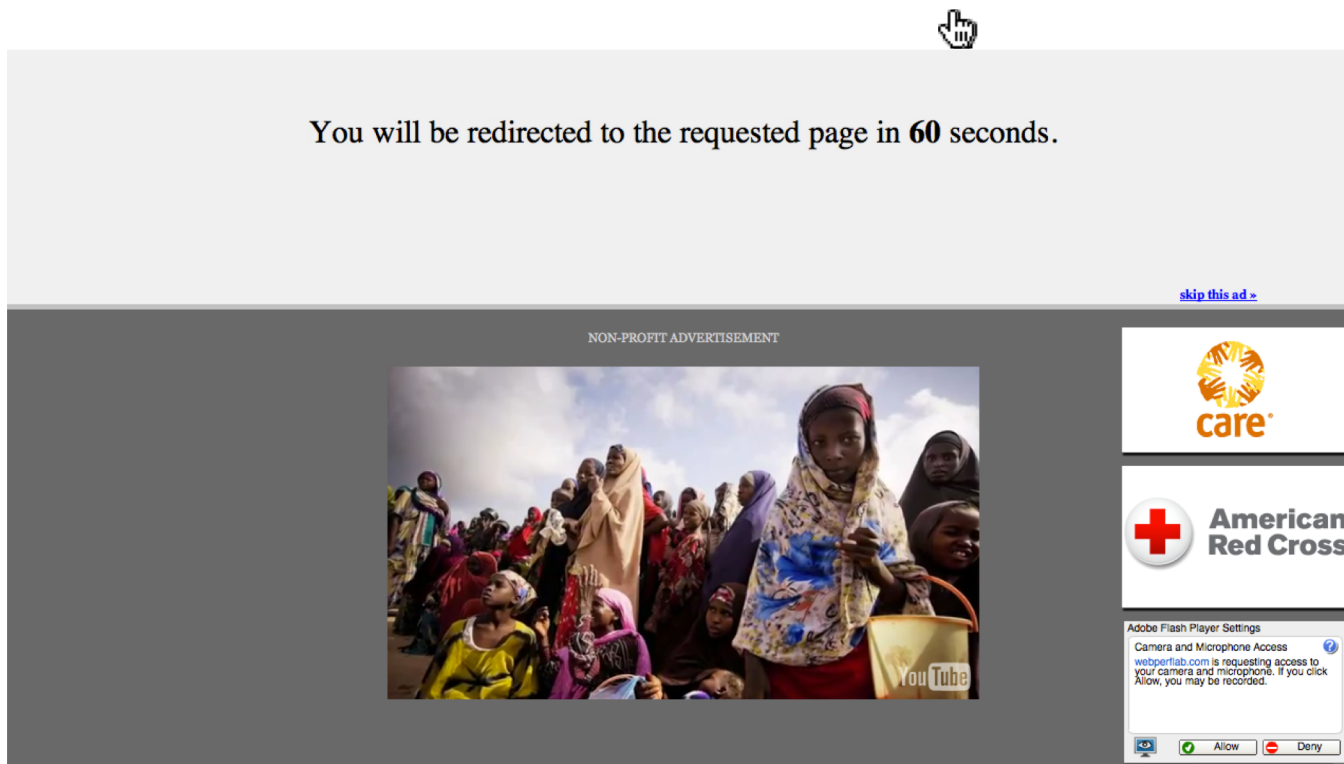 You will be redirected to the requested page in 60 seconds.
skip this ad »
NON-PROFIT ADVERTISEMENT
YouTube
care®
American
Red Cross
Adobe Flash Player Settings
Camera and Microphone Access
?
webperflab.com is requesting access to
your camera and microphone. If you click
Allow, you may be recorded.
Allow
Deny